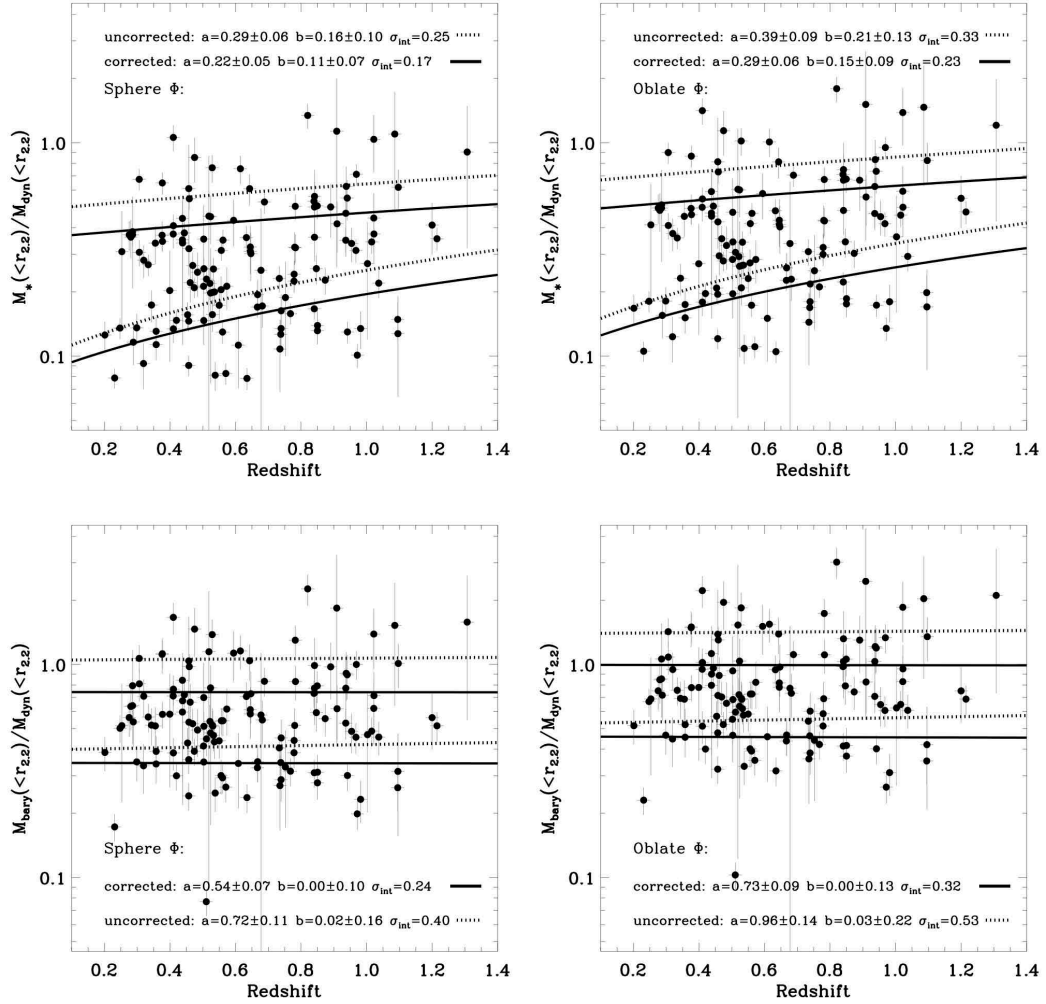 uncorrected: a=0.29±0.06 b=0.16±0.10 σint=0.25
corrected: a=0.22±0.05 b=0.11±0.07 σint=0.17
Sphere Φ:
M*(<r2.2)/Mdyn(<r2.2)
1.0
0.1
0.2 0.4 0.6 0.8 1.0 1.2 1.4
Redshift
uncorrected: a=0.39±0.09 b=0.21±0.13 σint=0.33
corrected: a=0.29±0.06 b=0.15±0.09 σint=0.23
Oblate Φ:
M*(<r2.2)/Mdyn(<r2.2)
1.0
0.1
0.2 0.4 0.6 0.8 1.0 1.2 1.4
Redshift
Mbary(<r2.2)/Mdyn(<r2.2)
1.0
0.1
Sphere Φ:
corrected: a=0.54±0.07 b=0.00±0.10 σint=0.24
uncorrected: a=0.72±0.11 b=0.02±0.16 σint=0.40
0.2 0.4 0.6 0.8 1.0 1.2 1.4
Redshift
Mbary(<r2.2)/Mdyn(<r2.2)
1.0
0.1
Oblate Φ:
corrected: a=0.73±0.09 b=0.00±0.13 σint=0.32
uncorrected: a=0.96±0.14 b=0.03±0.22 σint=0.53
0.2 0.4 0.6 0.8 1.0 1.2 1.4
Redshift